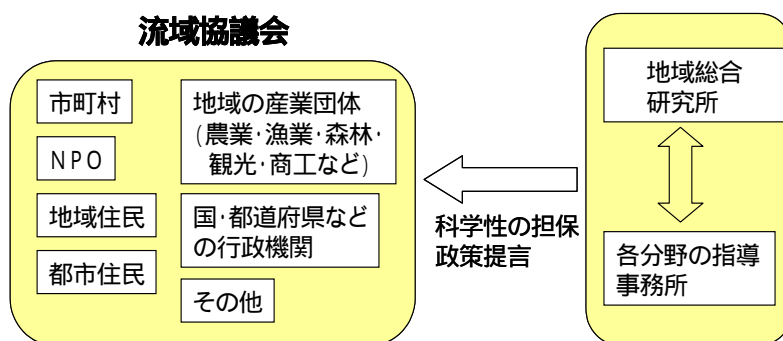 流域協議会
市町村
NPO
地域住民
都市住民
地域の産業団体
(農業・漁業・森林・
観光・商工など)
国・都道府県など
の行政機関
その他
科学性の担保
政策提言
地域総合
研究所
各分野の指導
事務所